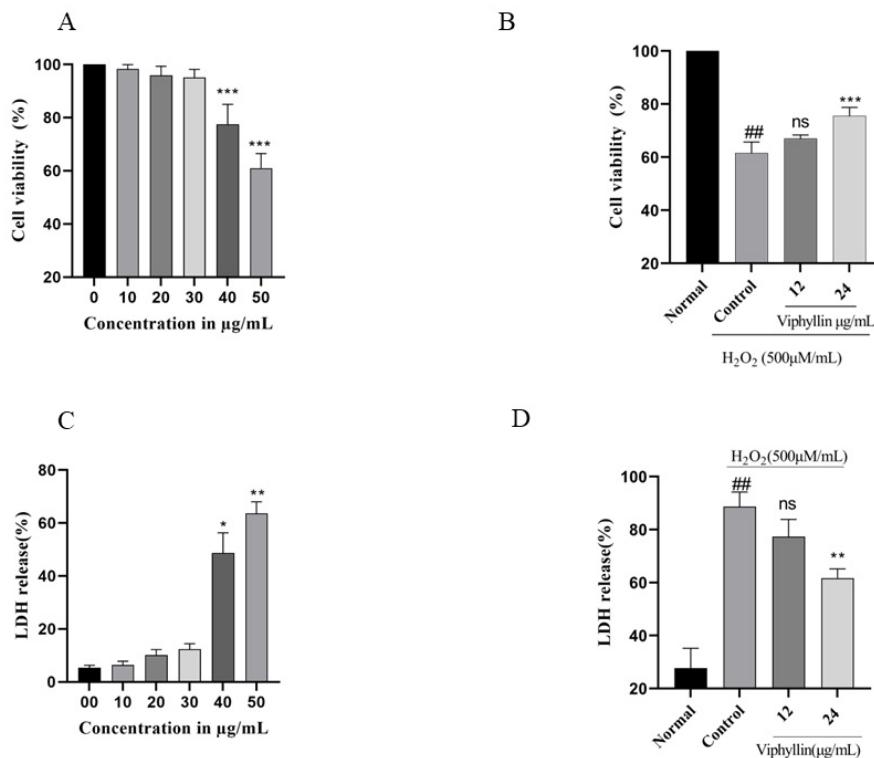 A
Cell viability (%)
100
80
60
40
20
***
***
0 10 20 30 40 50
Concentration in µg/mL
B
Cell viability (%)
100
80
60
40
20
##
ns
***
Normal
Control
12
24
Viphyllin µg/mL
H₂O₂ (500µM/mL)
C
LDH release(%)
80
60
40
20
0
*
**
00 10 20 30 40 50
Concentration in µg/mL
D
H₂O₂(500µM/mL)
LDH release(%)
100
80
60
40
20
##
ns
**
Normal
Control
12
24
Viphyllin(µg/mL)